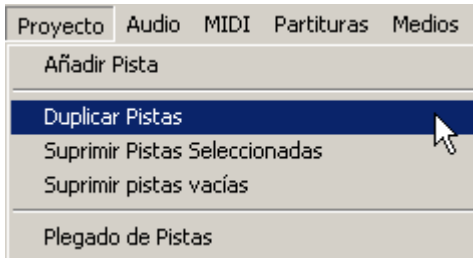 Proyecto Audio MIDI Partituras Medios
Añadir Pista
Duplicar Pistas
Suprimir Pistas Seleccionadas
Suprimir pistas vacías
Plegado de Pistas